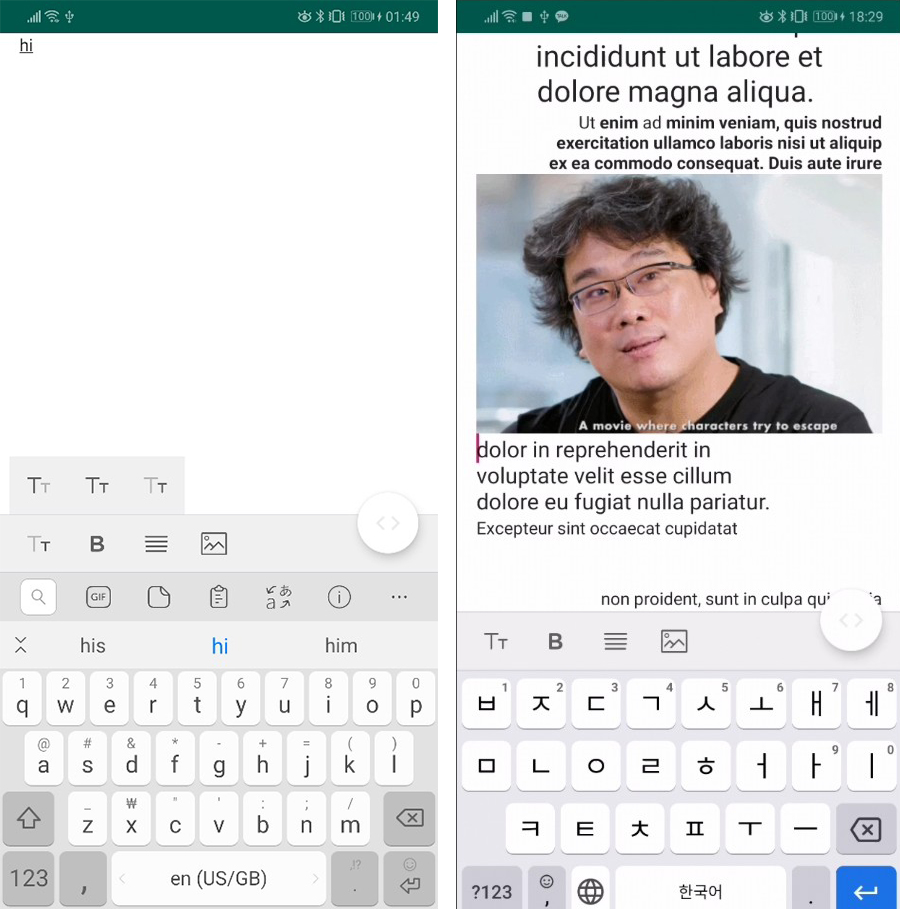 100 01:49
hi
Tт Tт Tт
Tт B
GIF
あ
a
i
his hi him
1 2 3 4 5 6 7 8 9 0
q w e r t y u i o p
@ # & * - + = ( )
a s d f g h j k l
_ ₩ " ' : ; /
z x c v b n m
,!?
123 , en (US/GB) .
100 18:29
incididunt ut labore et
dolore magna aliqua.
Ut enim ad minim veniam, quis nostrud
exercitation ullamco laboris nisi ut aliquip
ex ea commodo consequat. Duis aute irure
A movie where characters try to escape
dolor in reprehenderit in
voluptate velit esse cillum
dolore eu fugiat nulla pariatur.
Excepteur sint occaecat cupidatat
non proident, sunt in culpa qui
Tт B
1 2 3 4 5 6 7 8
ㅂ ㅈ ㄷ ㄱ ㅅ ㅗ ㅐ ㅔ
9 0
ㅁ ㄴ ㅇ ㄹ ㅎ ㅓ ㅏ ㅣ
ㅋ ㅌ ㅊ ㅍ ㅜ ㅡ
?123 , 한국어 .